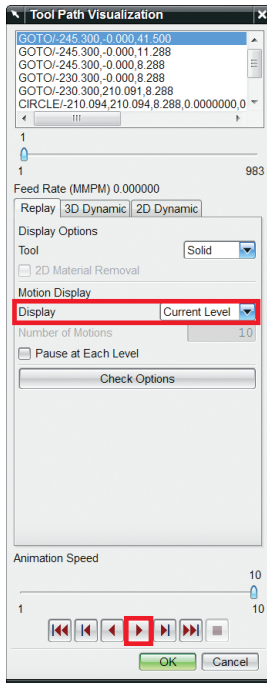 Tool Path Visualization
GOTO/-245.300,-0.000,41.500
GOTO/-245.300,-0.000,11.288
GOTO/-245.300,-0.000,8.288
GOTO/-230.300,-0.000,8.288
GOTO/-230.300,210.091,8.288
CIRCLE/-210.094,210.094,8.288,0.0000000,0
1
1 983
Feed Rate (MMPM) 0.000000
Replay 3D Dynamic 2D Dynamic
Display Options
Tool Solid
2D Material Removal
Motion Display
Display Current Level
Number of Motions 10
Pause at Each Level
Check Options
Animation Speed
10
1 10
OK Cancel